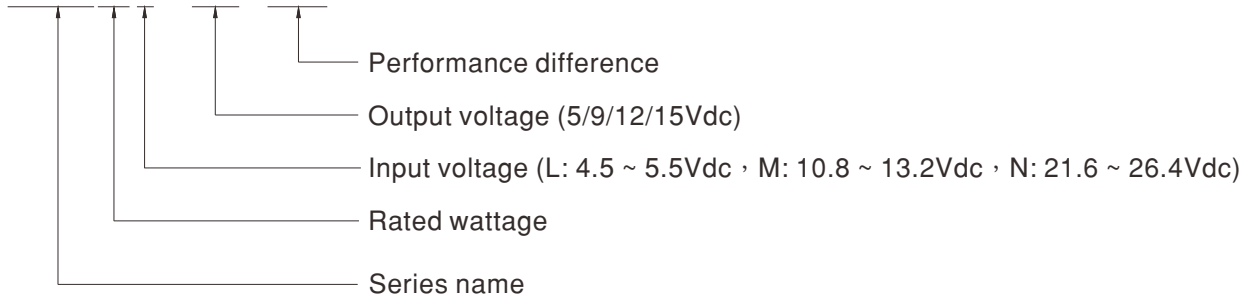 Performance difference
Output voltage (5/9/12/15Vdc)
Input voltage (L: 4.5 ~ 5.5Vdc，M: 10.8 ~ 13.2Vdc，N: 21.6 ~ 26.4Vdc)
Rated wattage
Series name